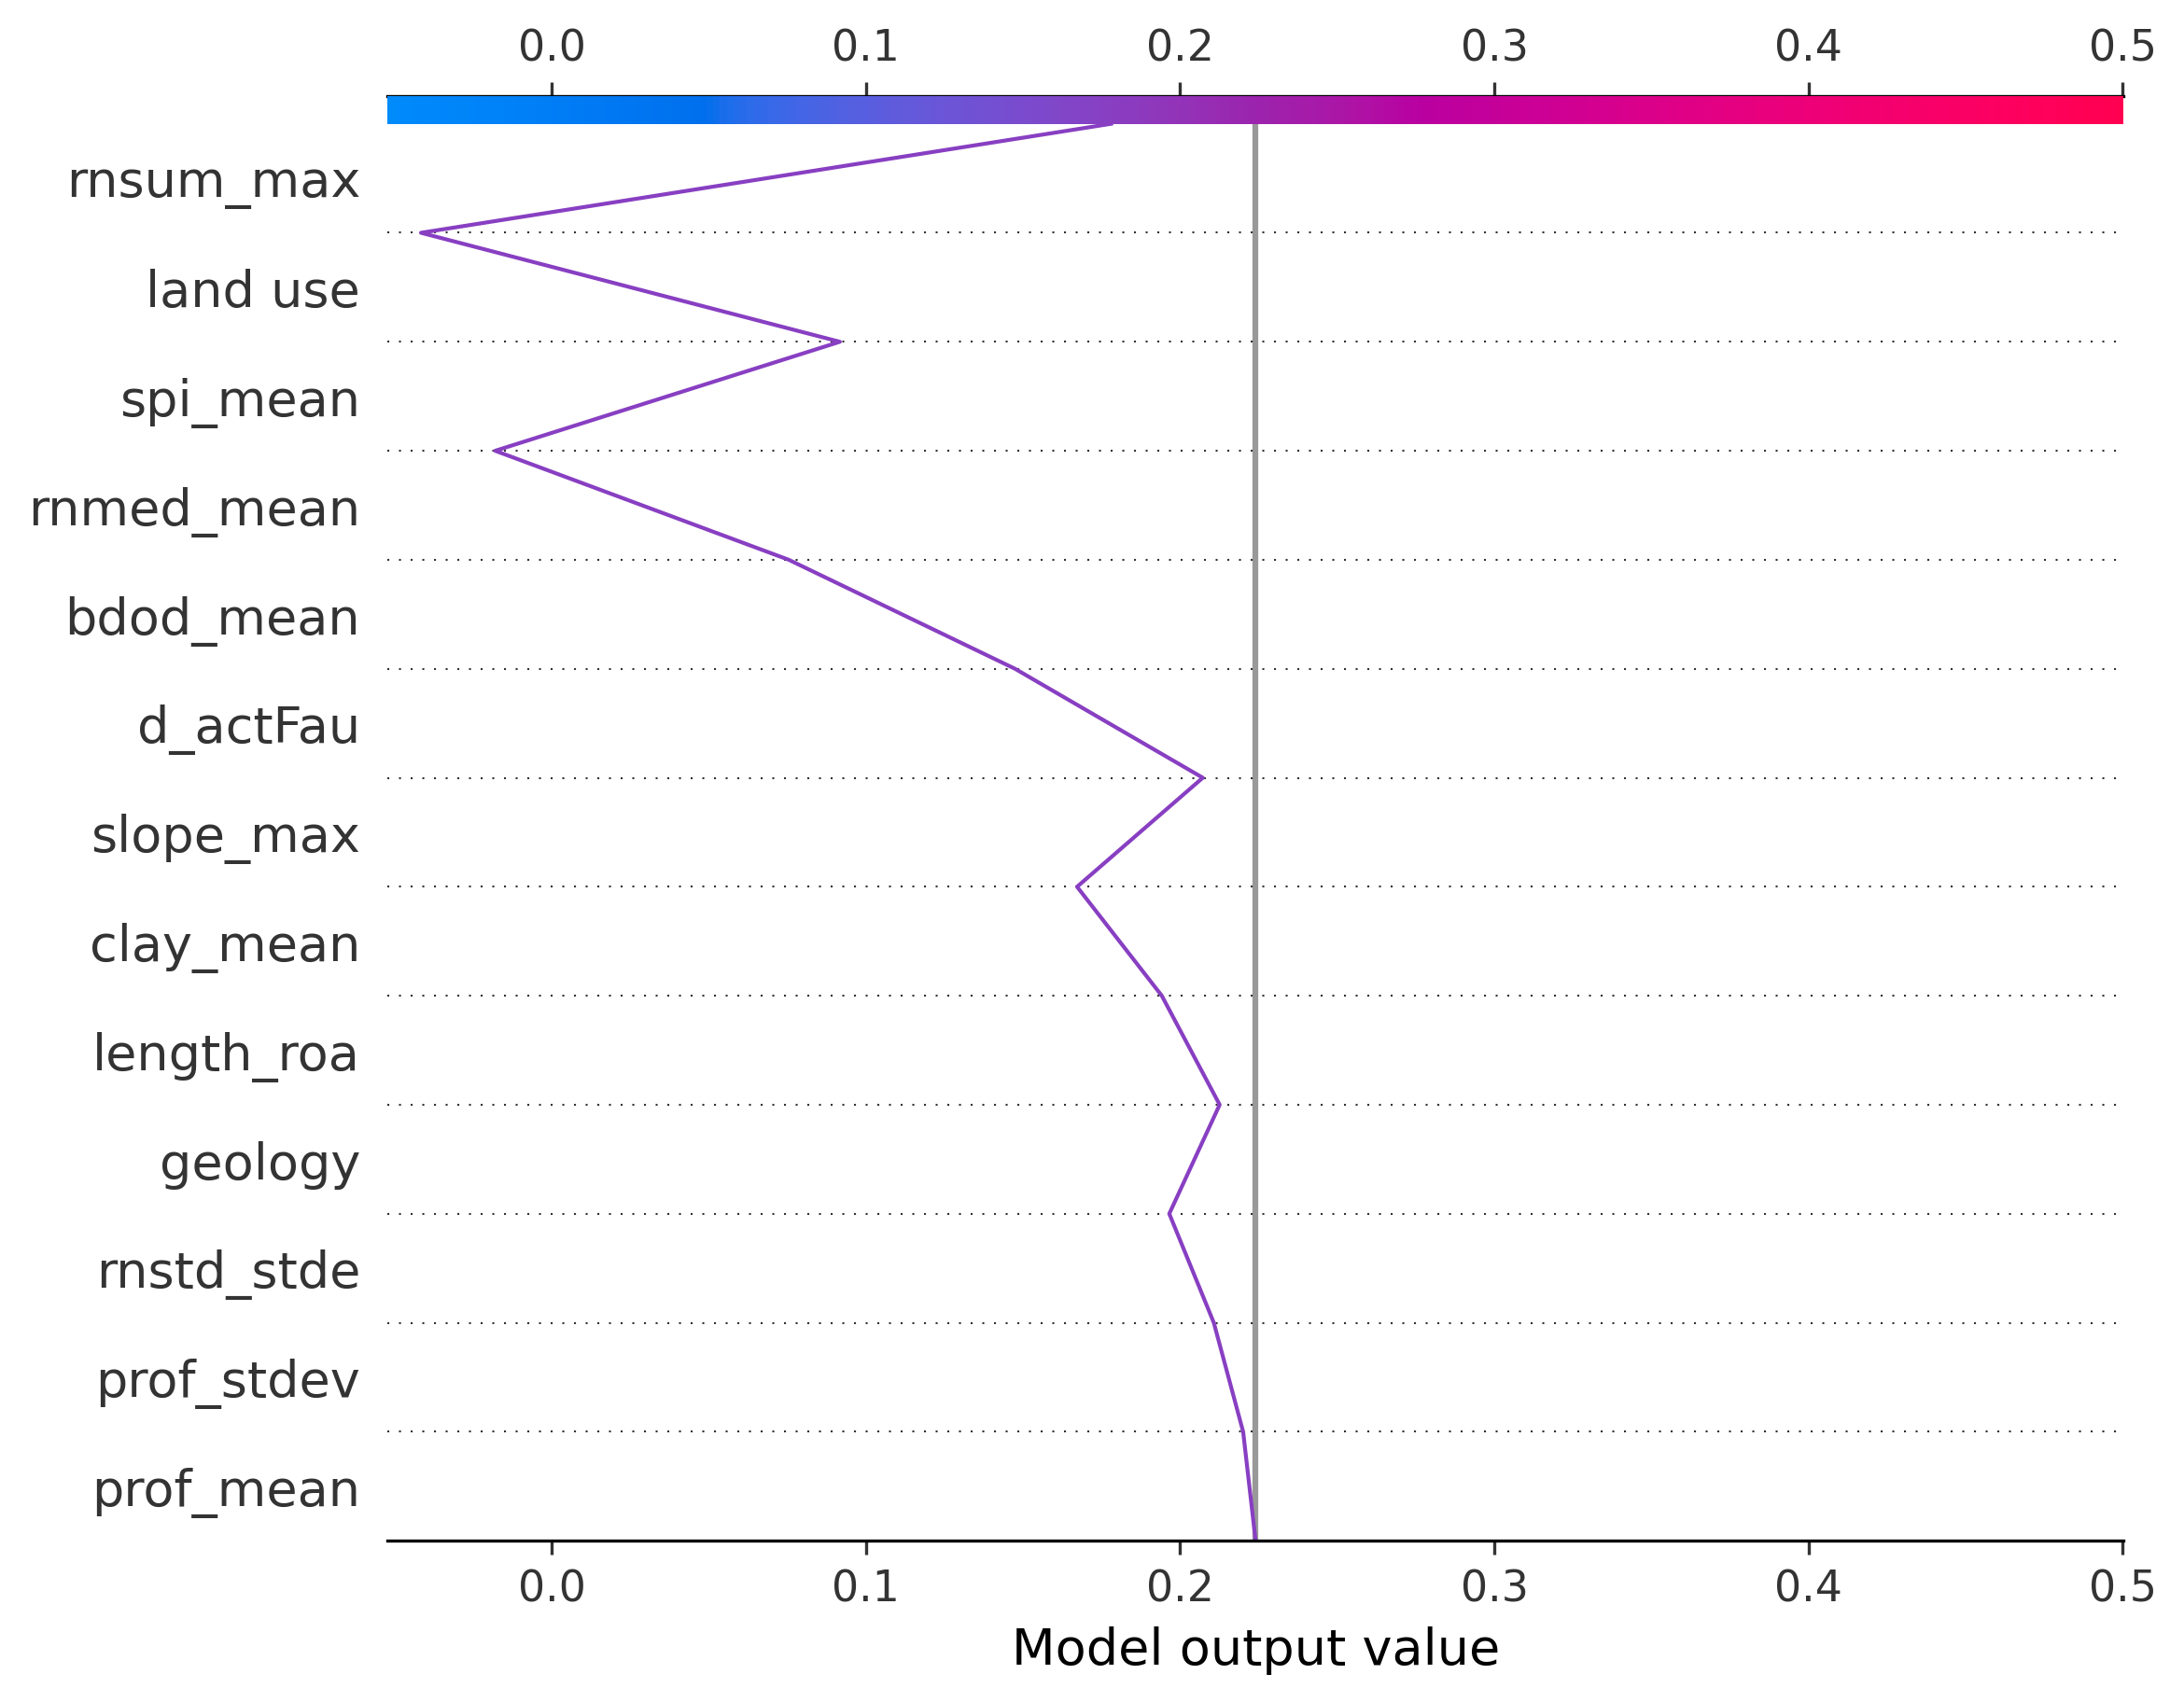 0.0 0.1 0.2 0.3 0.4 0.5
rnsum_max
land use
spi_mean
rnmed_mean
bdod_mean
d_actFau
slope_max
clay_mean
length_roa
geology
rnstd_stde
prof_stdev
prof_mean
0.0 0.1 0.2 0.3 0.4 0.5
Model output value